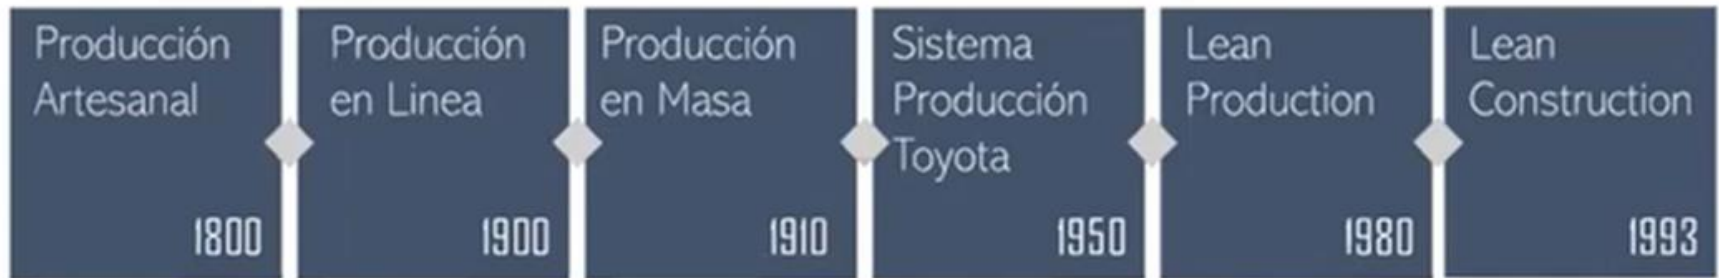 Producción
Artesanal
1800
Producción
en Linea
1900
Producción
en Masa
1910
Sistema
Producción
Toyota
1950
Lean
Production
1980
Lean
Construction
1993